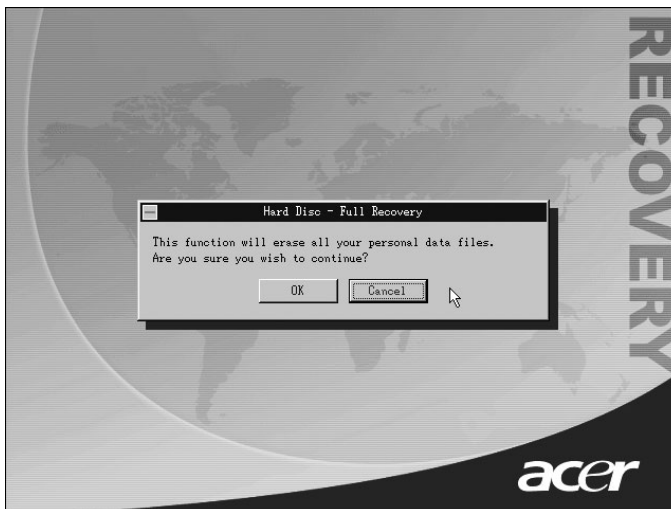 RECOVERY
Hard Disc - Full Recovery
This function will erase all your personal data files.
Are you sure you wish to continue?
OK
Cancel
acer